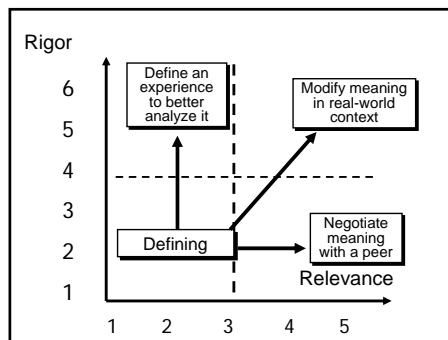 Rigor
6
5
4
3
2
1
Define an
experience
to better
analyze it
Modify meaning
in real-world
context
Defining
Negotiate
meaning
with a peer
Relevance
1 2 3 4 5